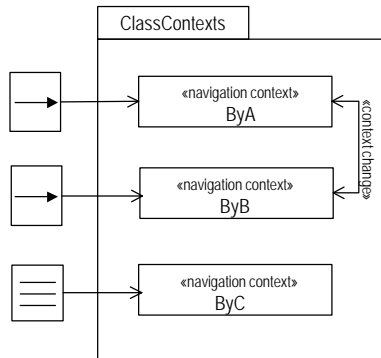 ClassContexts
«navigation context»
ByA
«context change»
«navigation context»
ByB
«navigation context»
ByC